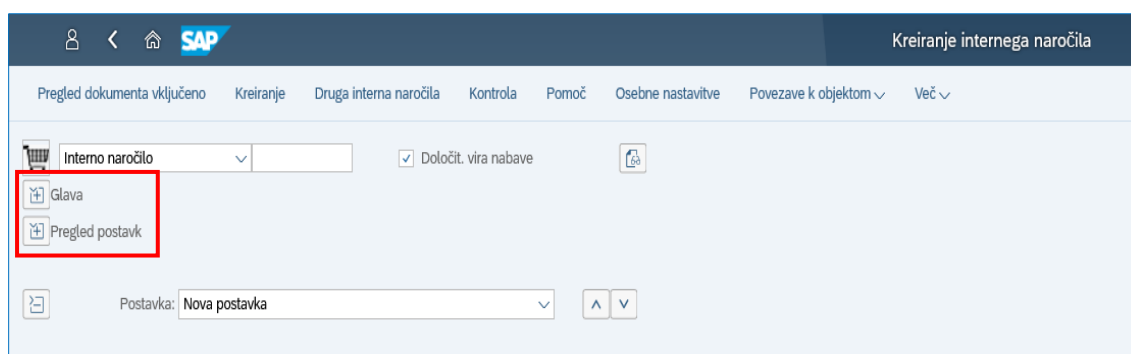 SAP Kreiranje internega naročila
Pregled dokumenta vključeno Kreiranje Druga interna naročila Kontrola Pomoč Osebne nastavitve Povezave k objektom Več
Interno naročilo Določit. vira nabave
Glava
Pregled postavk
Postavka: Nova postavka